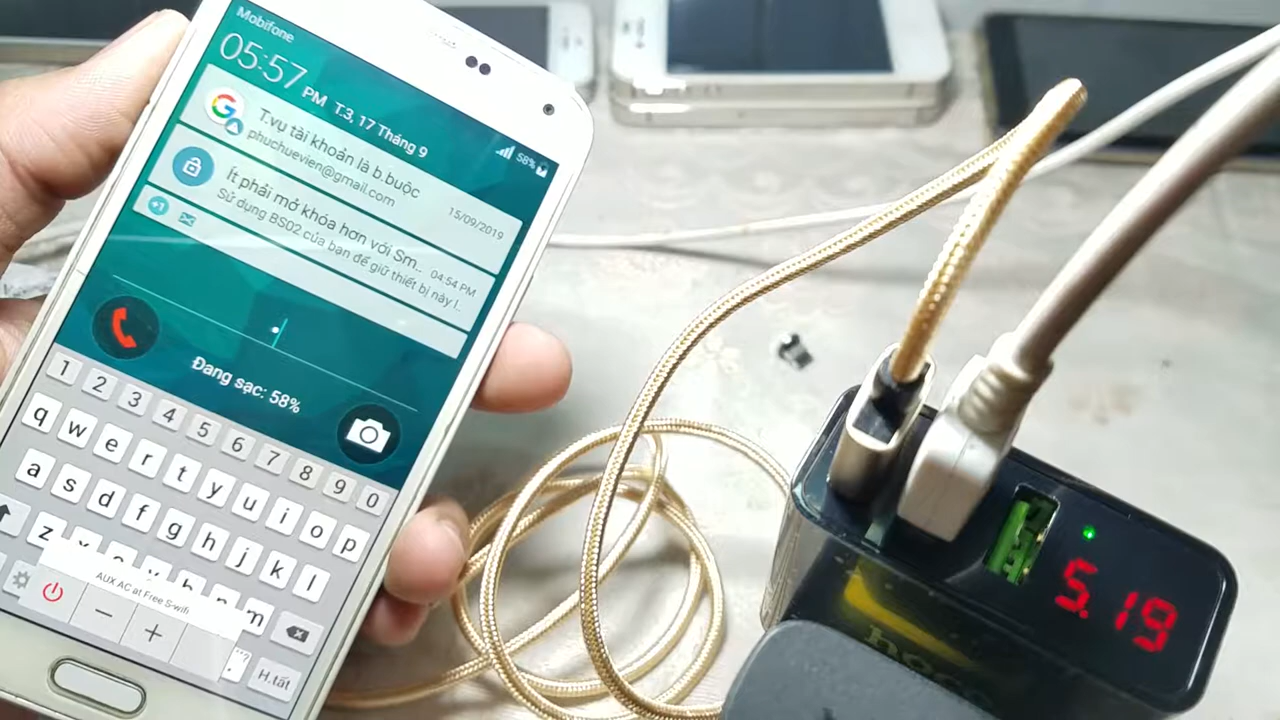 Mobifone
05:57 PM T.3, 17 Tháng 9
58%
T.vụ tài khoản là b.buộc
phuchuevien@gmail.com
15/09/2019
Ít phải mở khóa hơn với Sm..
04:54 PM
Sử dụng BS02 của bạn để giữ thiết bị này l..
+1
Đang sạc: 58%
1 2 3 4 5 6 7 8 9 0
q w e r t y u i o p
a s d f g h j k l
z
m
AUX AC at Free S-wifi
H.tất
5.19
ho